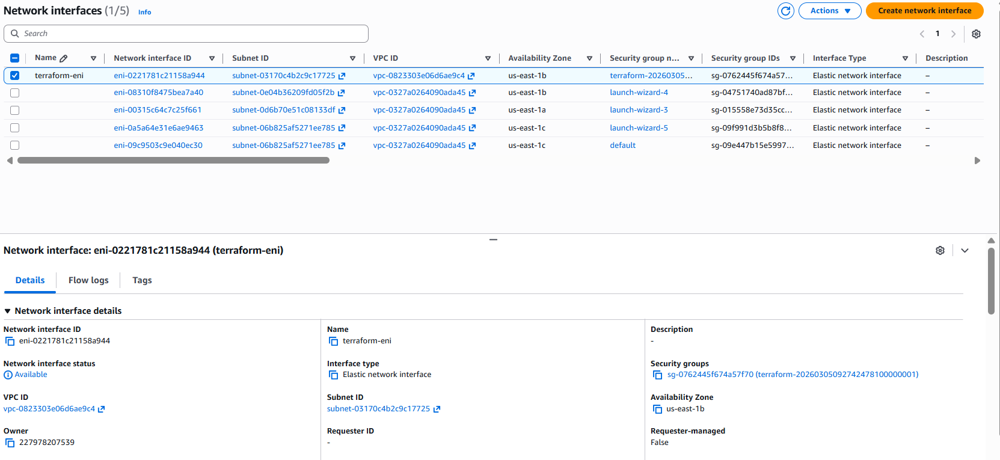 Network interfaces (1/5) Info
Actions Create network interface
Search
1
Name Network interface ID Subnet ID VPC ID Availability Zone Security group n... Security group IDs Interface Type Description
terraform-eni eni-0221781c21158a944 subnet-03170c4b2c9c17725 vpc-0823303e06d6ae9c4 us-east-1b terraform-20260305... sg-0762445f674a57... Elastic network interface –
eni-08310f8475bea7a40 subnet-0e04b36209fd05f2b vpc-0327a0264090ada45 us-east-1b launch-wizard-4 sg-04751740ad87bf... Elastic network interface –
eni-00315c64c7c25f661 subnet-0d6b70e51c08133df vpc-0327a0264090ada45 us-east-1a launch-wizard-3 sg-015558e73d35cc... Elastic network interface –
eni-0a5a64e31e6ae9463 subnet-06b825af5271ee785 vpc-0327a0264090ada45 us-east-1c launch-wizard-5 sg-09f991d3b5b8f8... Elastic network interface –
eni-09c9503c9e040ec30 subnet-06b825af5271ee785 vpc-0327a0264090ada45 us-east-1c default sg-09e447b15e5997... Elastic network interface –
Network interface: eni-0221781c21158a944 (terraform-eni)
Details Flow logs Tags
Network interface details
Network interface ID Name Description
eni-0221781c21158a944 terraform-eni -
Network interface status Interface type Security groups
Available Elastic network interface sg-0762445f674a57f70 (terraform-20260305092742478100000001)
VPC ID Subnet ID Availability Zone
vpc-0823303e06d6ae9c4 subnet-03170c4b2c9c17725 us-east-1b
Owner Requester ID Requester-managed
227978207539 - False